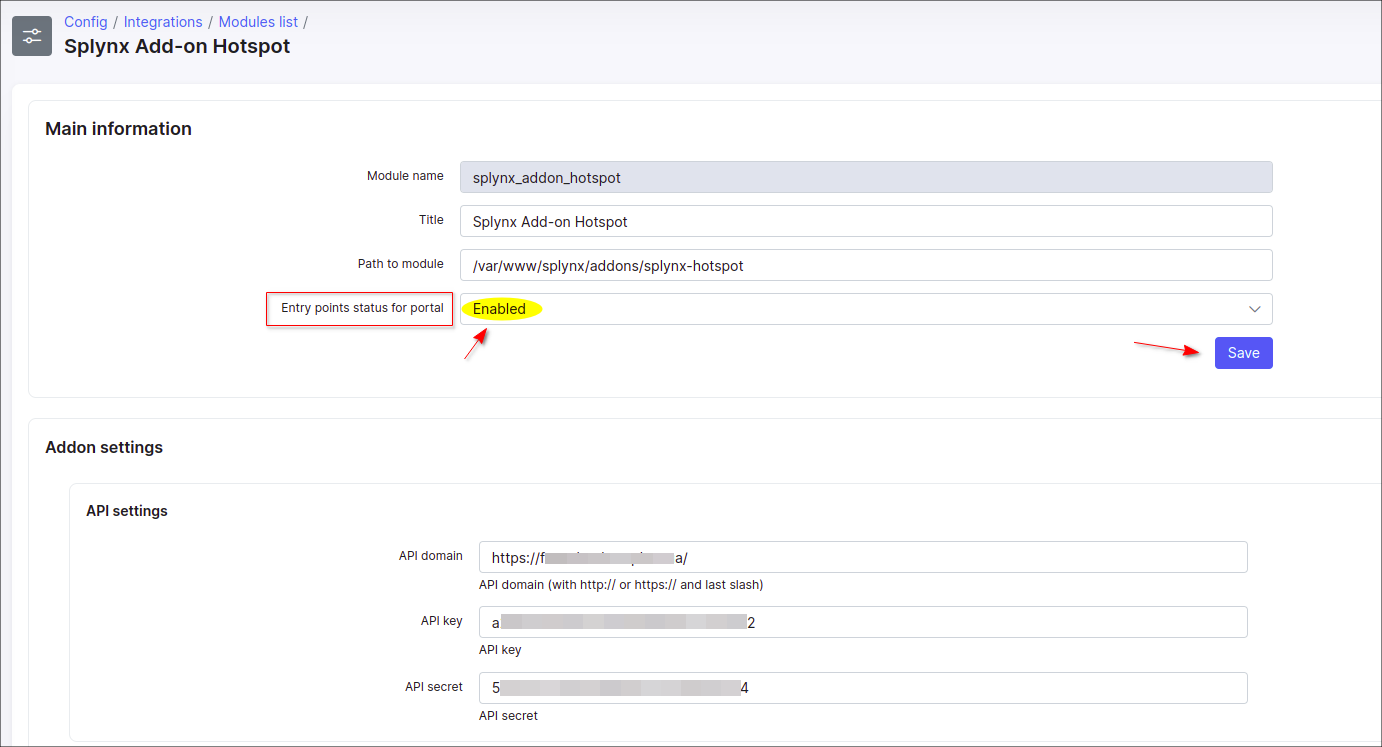 Config / Integrations / Modules list /
Splynx Add-on Hotspot
Main information
Module name splynx_addon_hotspot
Title Splynx Add-on Hotspot
Path to module /var/www/splynx/addons/splynx-hotspot
Entry points status for portal Enabled
Save
Addon settings
API settings
API domain https://f a/
API domain (with http:// or https:// and last slash)
API key a 2
API key
API secret 5 4
API secret